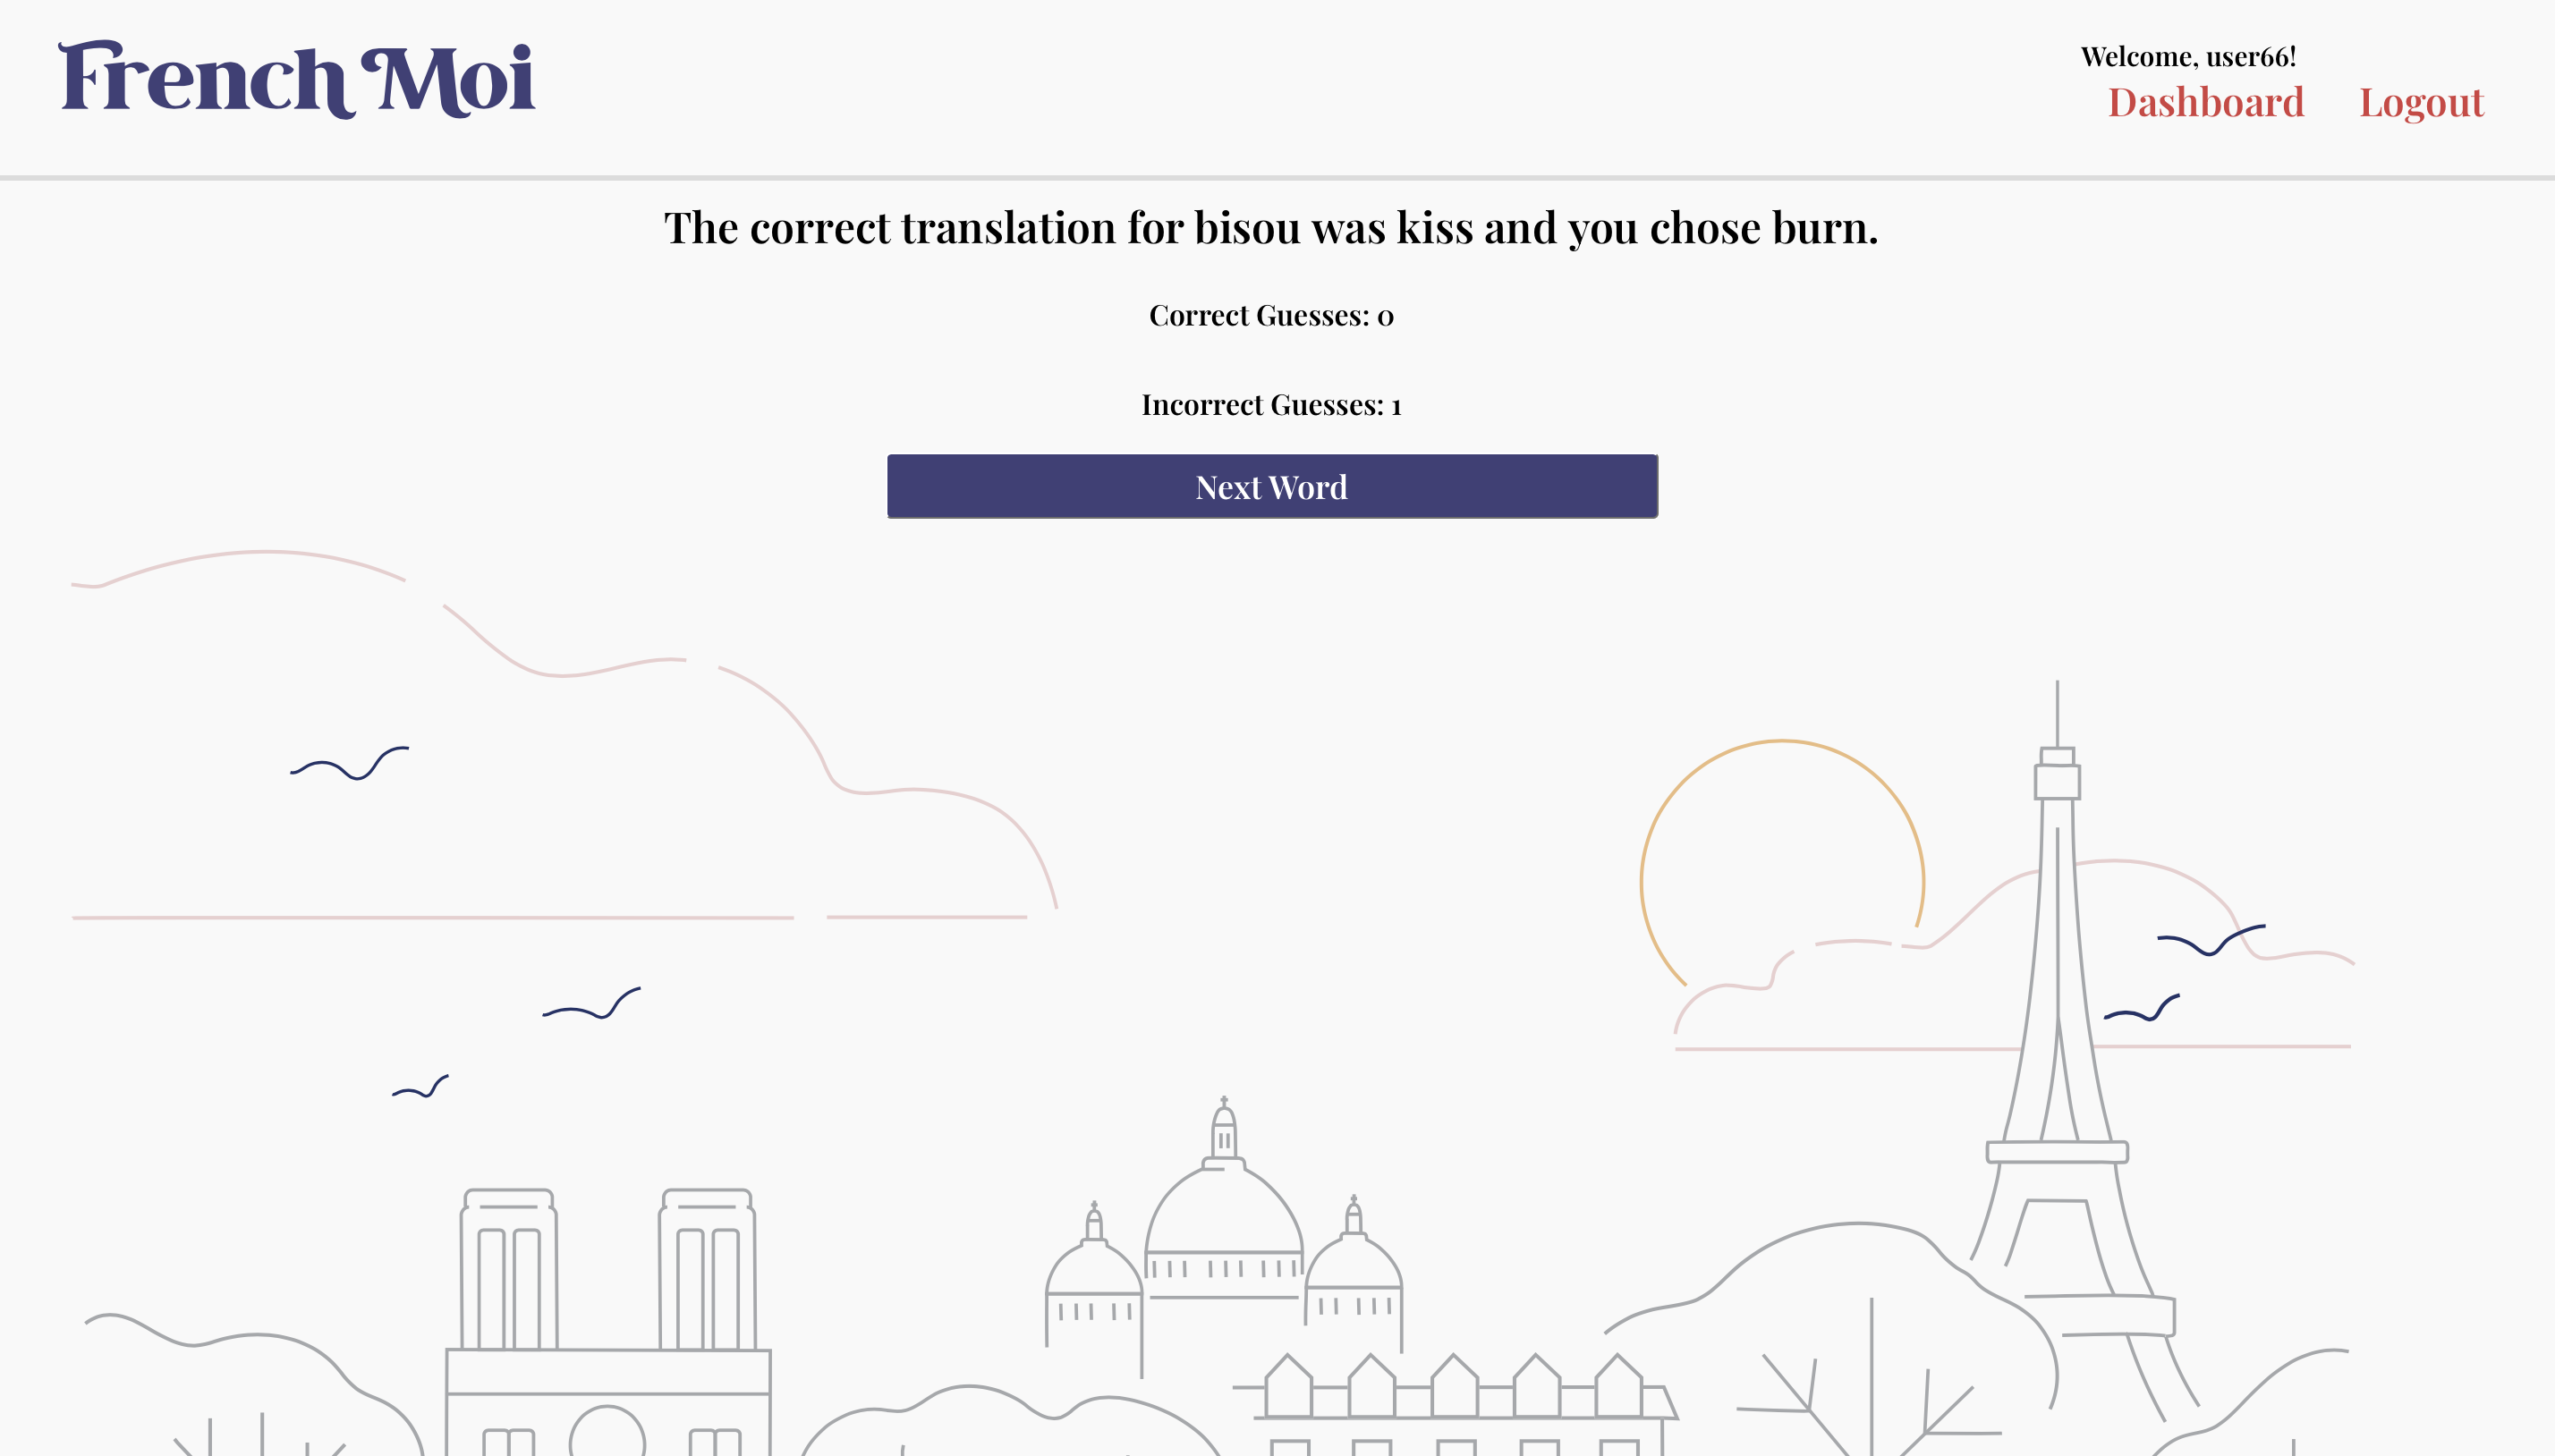 French Moi
Welcome, user66!
Dashboard Logout
The correct translation for bisou was kiss and you chose burn.
Correct Guesses: 0
Incorrect Guesses: 1
Next Word